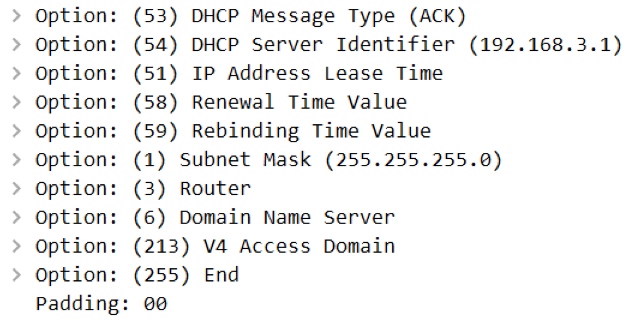 > Option: (53) DHCP Message Type (ACK)
> Option: (54) DHCP Server Identifier (192.168.3.1)
> Option: (51) IP Address Lease Time
> Option: (58) Renewal Time Value
> Option: (59) Rebinding Time Value
> Option: (1) Subnet Mask (255.255.255.0)
> Option: (3) Router
> Option: (6) Domain Name Server
> Option: (213) V4 Access Domain
> Option: (255) End
Padding: 00